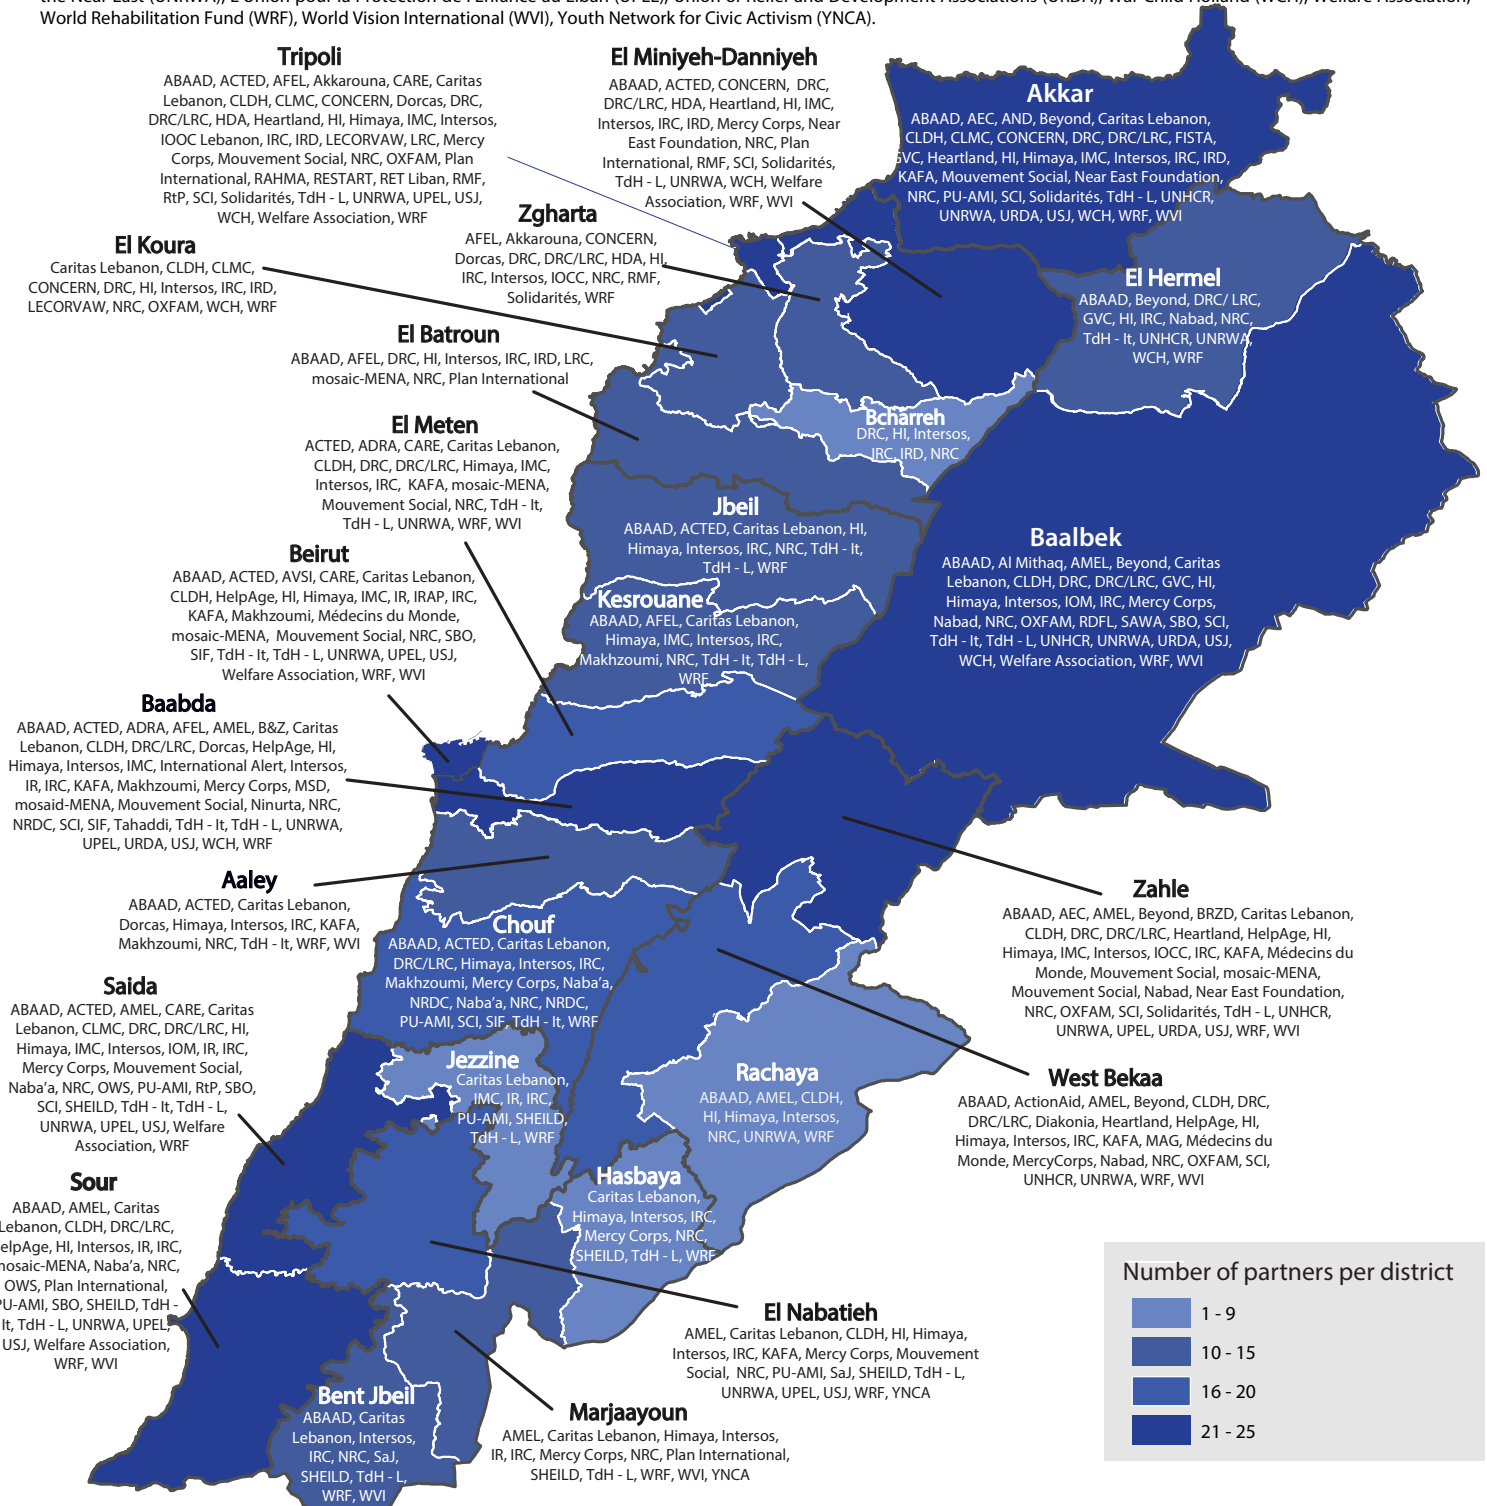 World Rehabilitation Fund (WRF), World Vision International (WVI), Youth Network for Civic Activism (YNCA).
Tripoli
ABAAD, ACTED, AFEL, Akkarouna, CARE, Caritas
Lebanon, CLDH, CLMC, CONCERN, Dorcas, DRC,
DRC/LRC, HDA, Heartland, HI, Himaya, IMC, Intersos,
IOOC Lebanon, IRC, IRD, LECORVAW, LRC, Mercy
Corps, Mouvement Social, NRC, OXFAM, Plan
International, RAHMA, RESTART, RET Liban, RMF,
RtP, SCI, Solidarités, TdH - L, UNRWA, UPEL, USJ,
WCH, Welfare Association, WRF
El Miniyeh-Danniyeh
ABAAD, ACTED, CONCERN, DRC,
DRC/LRC, HDA, Heartland, HI, IMC,
Intersos, IRC, IRD, Mercy Corps, Near
East Foundation, NRC, Plan
International, RMF, SCI, Solidarités,
TdH - L, UNRWA, WCH, Welfare
Association, WRF, WVI
Akkar
ABAAD, AEC, AND, Beyond, Caritas Lebanon,
CLDH, CLMC, CONCERN, DRC, DRC/LRC, FISTA,
GVC, Heartland, HI, Himaya, IMC, Intersos, IRC, IRD,
KAFA, Mouvement Social, Near East Foundation,
NRC, PU-AMI, SCI, Solidarités, TdH - L, UNHCR,
UNRWA, URDA, USJ, WCH, WRF, WVI
Zgharta
AFEL, Akkarouna, CONCERN,
Dorcas, DRC, DRC/LRC, HDA, HI,
IRC, Intersos, IOCC, NRC, RMF,
Solidarités, WRF
El Koura
Caritas Lebanon, CLDH, CLMC,
CONCERN, DRC, HI, Intersos, IRC, IRD,
LECORVAW, NRC, OXFAM, WCH, WRF
El Hermel
ABAAD, Beyond, DRC/ LRC,
GVC, HI, IRC, Nabad, NRC,
TdH - It, UNHCR, UNRWA,
WCH, WRF
El Batroun
ABAAD, AFEL, DRC, HI, Intersos, IRC, IRD, LRC,
mosaic-MENA, NRC, Plan International
Bcharreh
DRC, HI, Intersos,
IRC, IRD, NRC
El Meten
ACTED, ADRA, CARE, Caritas Lebanon,
CLDH, DRC, DRC/LRC, Himaya, IMC,
Intersos, IRC, KAFA, mosaic-MENA,
Mouvement Social, NRC, TdH - It,
TdH - L, UNRWA, WRF, WVI
Jbeil
ABAAD, ACTED, Caritas Lebanon, HI,
Himaya, Intersos, IRC, NRC, TdH - It,
TdH - L, WRF
Baalbek
ABAAD, Al Mithaq, AMEL, Beyond, Caritas
Lebanon, CLDH, DRC, DRC/LRC, GVC, HI,
Himaya, Intersos, IOM, IRC, Mercy Corps,
Nabad, NRC, OXFAM, RDFL, SAWA, SBO, SCI,
TdH - It, TdH - L, UNHCR, UNRWA, URDA, USJ,
WCH, Welfare Association, WRF, WVI
Beirut
ABAAD, ACTED, AVSI, CARE, Caritas Lebanon,
CLDH, HelpAge, HI, Himaya, IMC, IR, IRAP, IRC,
KAFA, Makhzoumi, Médecins du Monde,
mosaic-MENA, Mouvement Social, NRC, SBO,
SIF, TdH - It, TdH - L, UNRWA, UPEL, USJ,
Welfare Association, WRF, WVI
Kesrouane
ABAAD, AFEL, Caritas Lebanon,
Himaya, IMC, Intersos, IRC,
Makhzoumi, NRC, TdH - It, TdH - L,
WRF
Baabda
ABAAD, ACTED, ADRA, AFEL, AMEL, B&Z, Caritas
Lebanon, CLDH, DRC/LRC, Dorcas, HelpAge, HI,
Himaya, Intersos, IMC, International Alert, Intersos,
IR, IRC, KAFA, Makhzoumi, Mercy Corps, MSD,
mosaid-MENA, Mouvement Social, Ninurta, NRC,
NRDC, SCI, SIF, Tahaddi, TdH - It, TdH - L, UNRWA,
UPEL, URDA, USJ, WCH, WRF
Aaley
ABAAD, ACTED, Caritas Lebanon,
Dorcas, Himaya, Intersos, IRC, KAFA,
Makhzoumi, NRC, TdH - It, WRF, WVI
Chouf
ABAAD, ACTED, Caritas Lebanon,
DRC/LRC, Himaya, Intersos, IRC,
Makhzoumi, Mercy Corps, Naba'a,
NRDC, Naba'a, NRC, NRDC,
PU-AMI, SCI, SIF, TdH - It, WRF
Zahle
ABAAD, AEC, AMEL, Beyond, BRZD, Caritas Lebanon,
CLDH, DRC, DRC/LRC, Heartland, HelpAge, HI,
Himaya, IMC, Intersos, IOCC, IRC, KAFA, Médecins du
Monde, Mouvement Social, mosaic-MENA,
Mouvement Social, Nabad, Near East Foundation,
NRC, OXFAM, SCI, Solidarités, TdH - L, UNHCR,
UNRWA, UPEL, URDA, USJ, WRF, WVI
Saida
ABAAD, ACTED, AMEL, CARE, Caritas
Lebanon, CLMC, DRC, DRC/LRC, HI,
Himaya, IMC, Intersos, IOM, IR, IRC,
Mercy Corps, Mouvement Social,
Naba'a, NRC, OWS, PU-AMI, RtP, SBO,
SCI, SHEILD, TdH - It, TdH - L,
UNRWA, UPEL, USJ, Welfare
Association, WRF
Jezzine
Caritas Lebanon,
IMC, IR, IRC,
PU-AMI, SHEILD,
TdH - L, WRF
Rachaya
ABAAD, AMEL, CLDH,
HI, Himaya, Intersos,
NRC, UNRWA, WRF
West Bekaa
ABAAD, ActionAid, AMEL, Beyond, CLDH, DRC,
DRC/LRC, Diakonia, Heartland, HelpAge, HI,
Himaya, Intersos, IRC, KAFA, MAG, Médecins du
Monde, MercyCorps, Nabad, NRC, OXFAM, SCI,
UNHCR, UNRWA, WRF, WVI
Sour
ABAAD, AMEL, Caritas
Lebanon, CLDH, DRC/LRC,
HelpAge, HI, Intersos, IR, IRC,
mosaic-MENA, Naba'a, NRC,
OWS, Plan International,
PU-AMI, SBO, SHEILD, TdH -
It, TdH - L, UNRWA, UPEL,
USJ, Welfare Association,
WRF, WVI
Hasbaya
Caritas Lebanon,
Himaya, Intersos, IRC,
Mercy Corps, NRC,
SHEILD, TdH - L, WRF
El Nabatieh
AMEL, Caritas Lebanon, CLDH, HI, Himaya,
Intersos, IRC, KAFA, Mercy Corps, Mouvement
Social, NRC, PU-AMI, SaJ, SHEILD, TdH - L,
UNRWA, UPEL, USJ, WRF, YNCA
Marjaayoun
AMEL, Caritas Lebanon, Himaya, Intersos,
IR, IRC, Mercy Corps, NRC, Plan International,
SHEILD, TdH - L, WRF, WVI, YNCA
Bent Jbeil
ABAAD, Caritas
Lebanon, Intersos,
IRC, NRC, SaJ,
SHEILD, TdH - L,
WRF, WVI
Number of partners per district
1 - 9
10 - 15
16 - 20
21 - 25